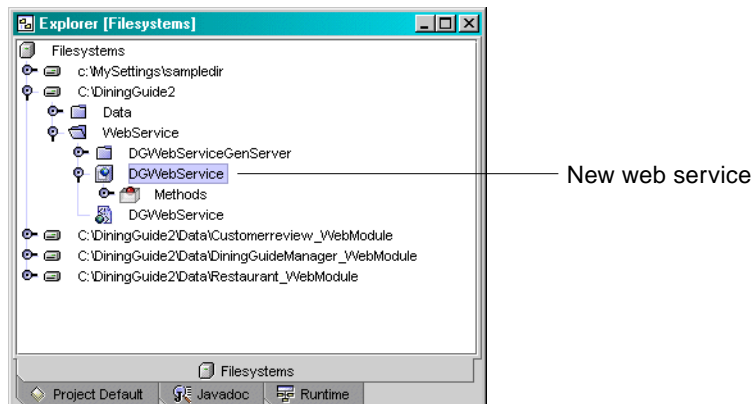 Explorer [Filesystems]
Filesystems
c:\MySettings\sampledir
C:\DiningGuide2
Data
WebService
DGWebServiceGenServer
DGWebService
New web service
Methods
DGWebService
C:\DiningGuide2\Data\Customerreview_WebModule
C:\DiningGuide2\Data\DiningGuideManager_WebModule
C:\DiningGuide2\Data\Restaurant_WebModule
Filesystems
Project Default Javadoc Runtime